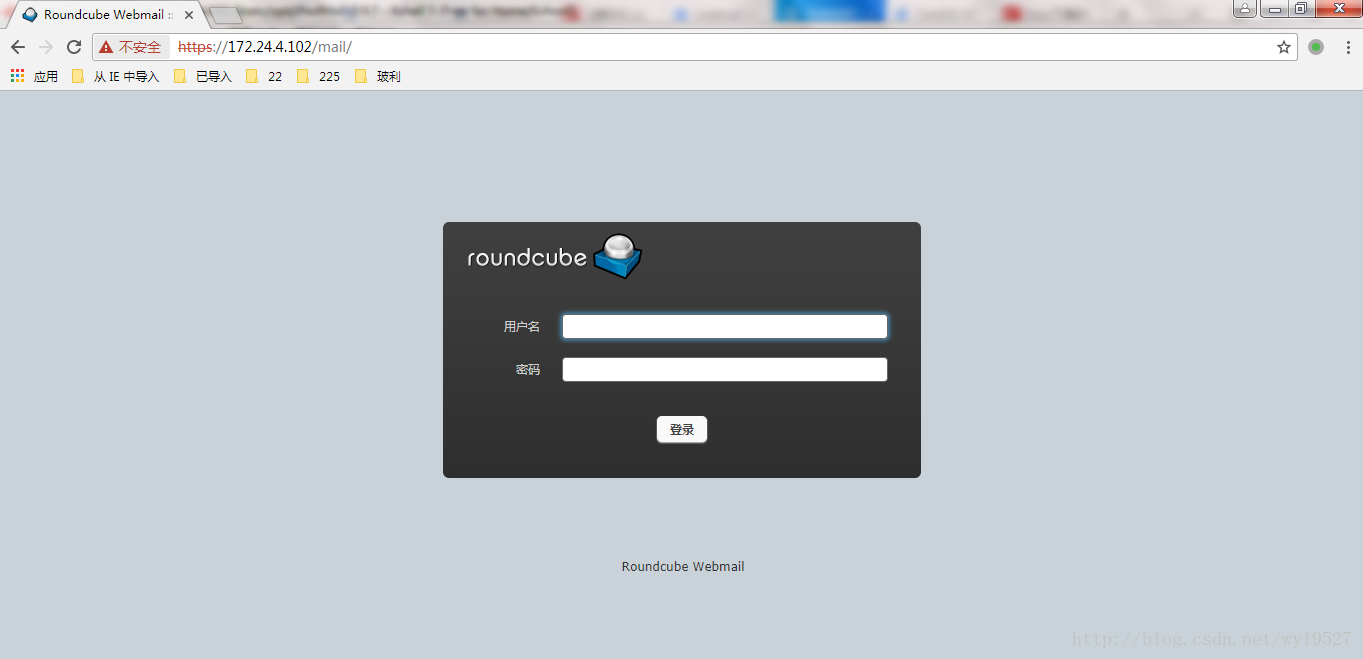 Roundcube Webmail ::
不安全 https://172.24.4.102/mail/
应用 从 IE 中导入 已导入 22 225 玻利
roundcube
用户名
密码
登录
Roundcube Webmail
http://blog.csdn.net/wy19527